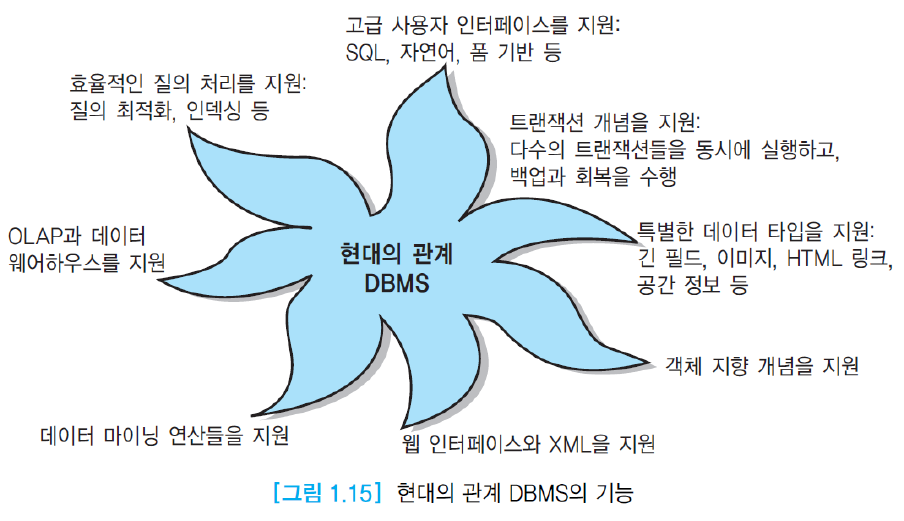 고급 사용자 인터페이스를 지원:
SQL, 자연어, 폼 기반 등
효율적인 질의 처리를 지원:
질의 최적화, 인덱싱 등
트랜잭션 개념을 지원:
다수의 트랜잭션들을 동시에 실행하고,
백업과 회복을 수행
OLAP과 데이터
웨어하우스를 지원
현대의 관계
DBMS
특별한 데이터 타입을 지원:
긴 필드, 이미지, HTML 링크,
공간 정보 등
객체 지향 개념을 지원
데이터 마이닝 연산들을 지원
웹 인터페이스와 XML을 지원
[그림 1.15] 현대의 관계 DBMS의 기능